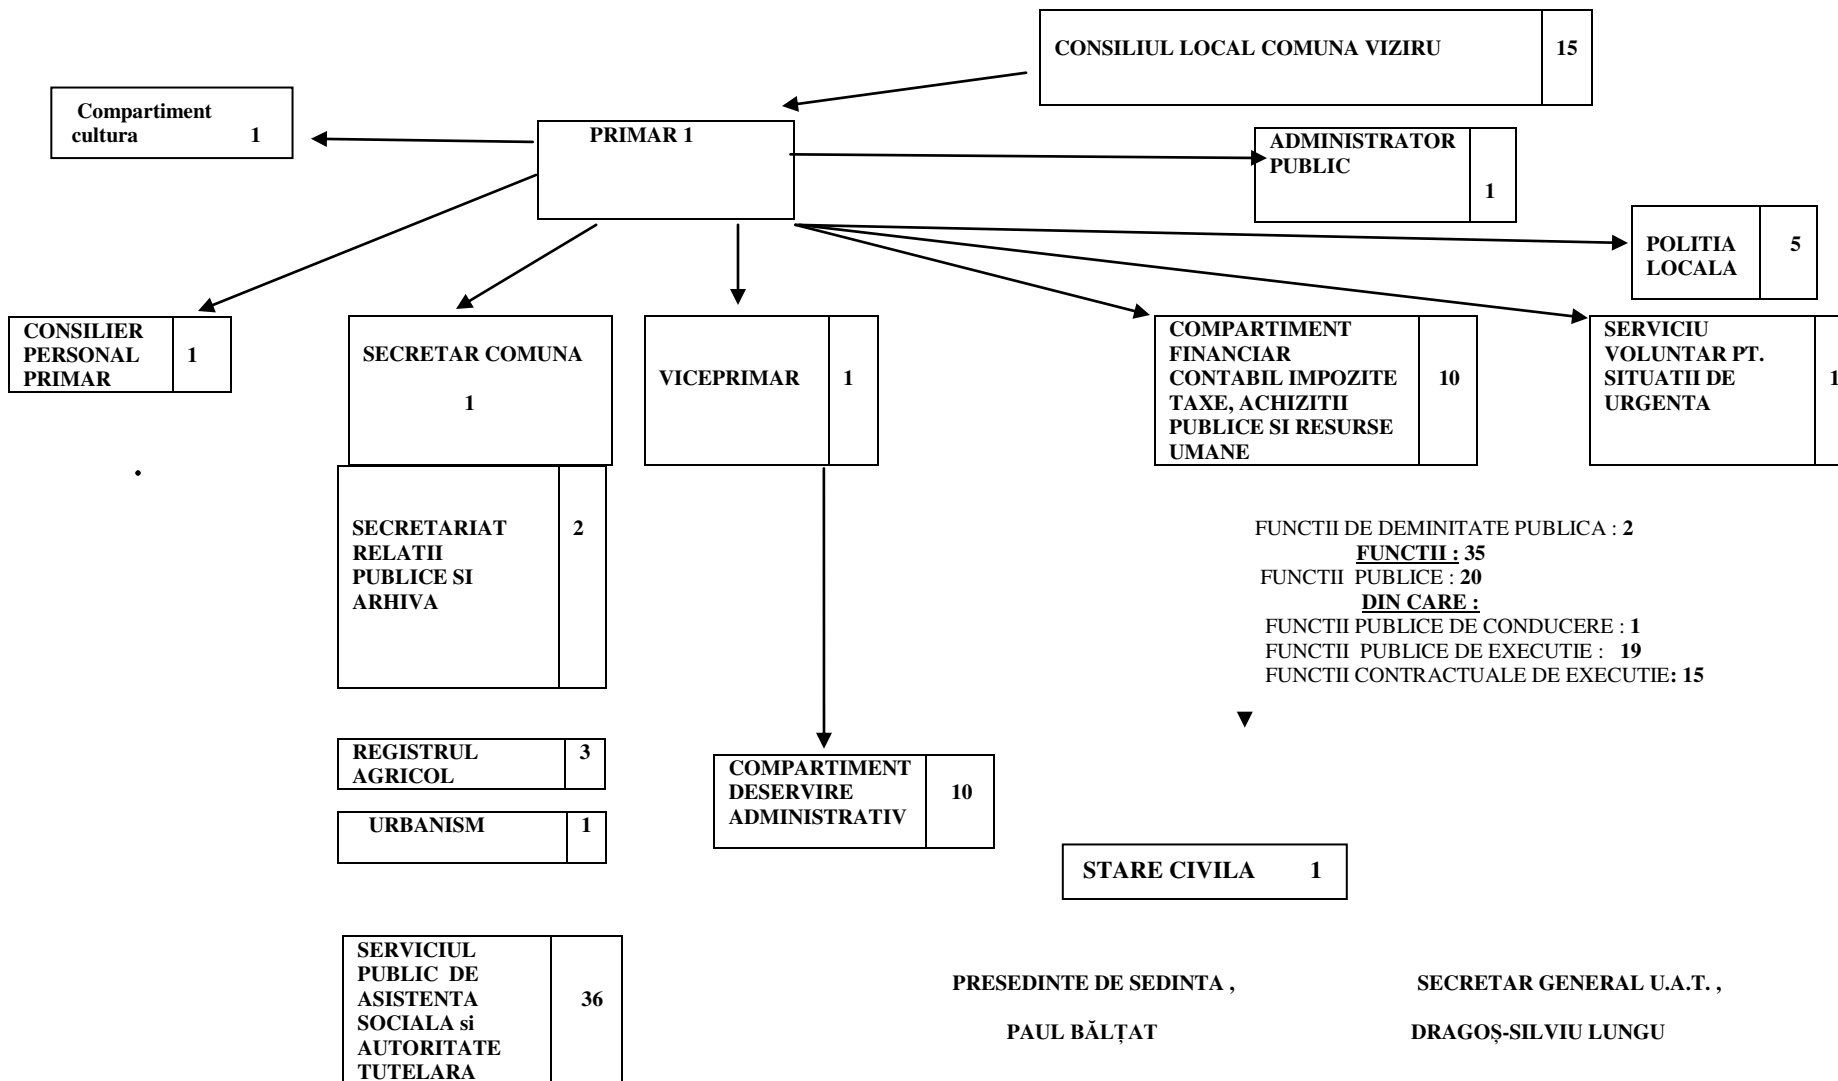 CONSILIUL LOCAL COMUNA VIZIRU 15
Compartiment
cultura 1
PRIMAR 1
ADMINISTRATOR
PUBLIC
1
POLITIA 5
LOCALA
CONSILIER
PERSONAL 1
PRIMAR
SECRETAR COMUNA
1
VICEPRIMAR 1
COMPARTIMENT
FINANCIAR
CONTABIL IMPOZITE 10
TAXE, ACHIZITII
PUBLICE SI RESURSE
UMANE
SERVICIU
VOLUNTAR PT.
SITUATII DE 1
URGENTA
SECRETARIAT 2
RELATII
PUBLICE SI
ARHIVA
FUNCTII DE DEMINITATE PUBLICA : 2
FUNCTII : 35
FUNCTII PUBLICE : 20
DIN CARE :
FUNCTII PUBLICE DE CONDUCERE : 1
FUNCTII PUBLICE DE EXECUTIE : 19
FUNCTII CONTRACTUALE DE EXECUTIE: 15
REGISTRUL 3
AGRICOL
COMPARTIMENT
DESERVIRE 10
ADMINISTRATIV
URBANISM 1
STARE CIVILA 1
SERVICIUL
PUBLIC DE
ASISTENTA 36
SOCIALA si
AUTORITATE
TUTELARA
PRESEDINTE DE SEDINTA ,
PAUL BĂLȚAT
SECRETAR GENERAL U.A.T. ,
DRAGOȘ-SILVIU LUNGU